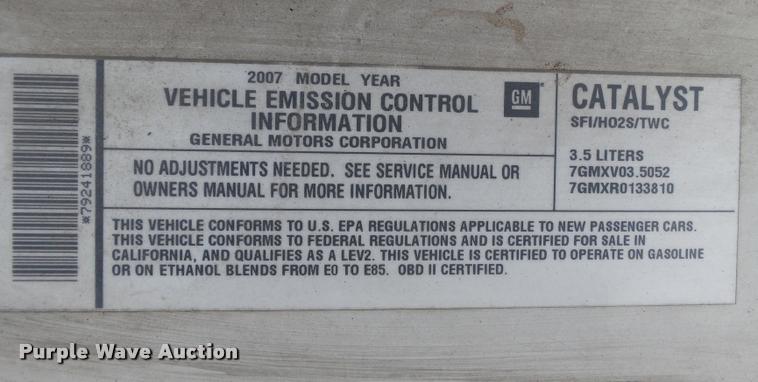 *79241889*
2007 MODEL YEAR
VEHICLE EMISSION CONTROL
INFORMATION
GENERAL MOTORS CORPORATION
GM
NO ADJUSTMENTS NEEDED. SEE SERVICE MANUAL OR
OWNERS MANUAL FOR MORE INFORMATION.
CATALYST
SFI/HO2S/TWC
3.5 LITERS
7GMXV03.5052
7GMXR0133810
THIS VEHICLE CONFORMS TO U.S. EPA REGULATIONS APPLICABLE TO NEW PASSENGER CARS.
THIS VEHICLE CONFORMS TO FEDERAL REGULATIONS AND IS CERTIFIED FOR SALE IN
CALIFORNIA, AND QUALIFIES AS A LEV2. THIS VEHICLE IS CERTIFIED TO OPERATE ON GASOLINE
OR ON ETHANOL BLENDS FROM E0 TO E85. OBD II CERTIFIED.
Purple Wave Auction